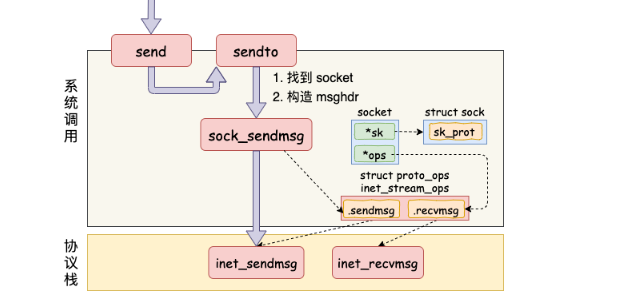 send
sendto
1. 找到 socket
2. 构造 msghdr
系统调用
sock_sendmsg
socket
struct sock
*sk
sk_prot
*ops
struct proto_ops
inet_stream_ops
.sendmsg
.recvmsg
协议栈
inet_sendmsg
inet_recvmsg